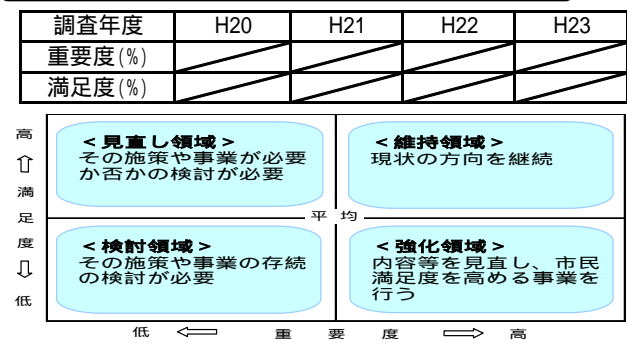 調査年度 H20 H21 H22 H23
重要度(%)
満足度(%)
高
⇧
満
足
度
⇩
低
<見直し領域>
その施策や事業が必要
か否かの検討が必要
<維持領域>
現状の方向を継続
平 均
<検討領域>
その施策や事業の存続
の検討が必要
<強化領域>
内容等を見直し、市民
満足度を高める事業を
行う
低 ⇦ 重 要 度 ⇨ 高